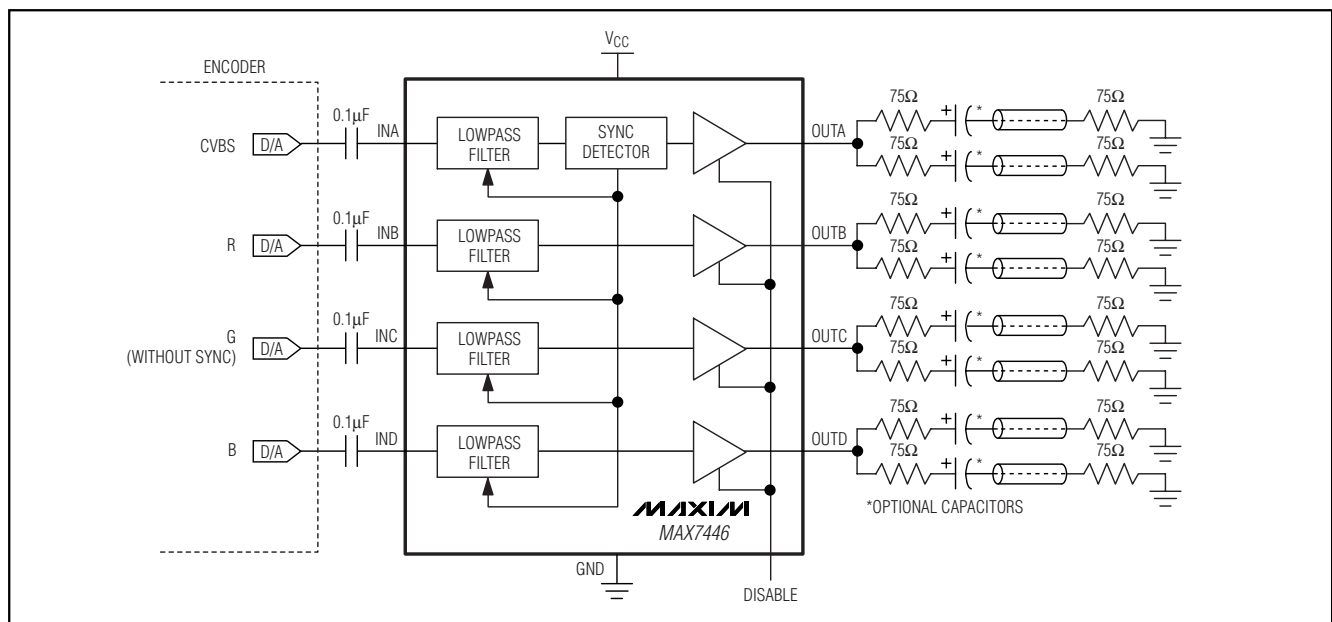 VCC
ENCODER
CVBS
D/A
0.1μF
INA
LOWPASS
FILTER
SYNC
DETECTOR
OUTA
75Ω
+
*
75Ω
75Ω
+
*
75Ω
R
D/A
0.1μF
INB
LOWPASS
FILTER
OUTB
75Ω
+
*
75Ω
75Ω
+
*
75Ω
G
(WITHOUT SYNC)
D/A
0.1μF
INC
LOWPASS
FILTER
OUTC
75Ω
+
*
75Ω
75Ω
+
*
75Ω
B
D/A
0.1μF
IND
LOWPASS
FILTER
OUTD
75Ω
+
*
75Ω
75Ω
+
*
75Ω
*OPTIONAL CAPACITORS
MAXIM
MAX7446
GND
DISABLE